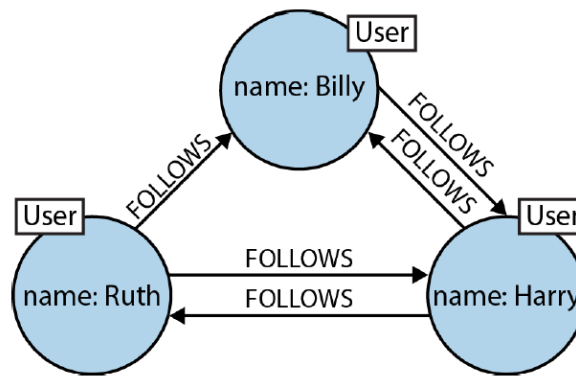 User
name: Billy
FOLLOWS
FOLLOWS
FOLLOWS
User
User
FOLLOWS
name: Ruth
name: Harry
FOLLOWS